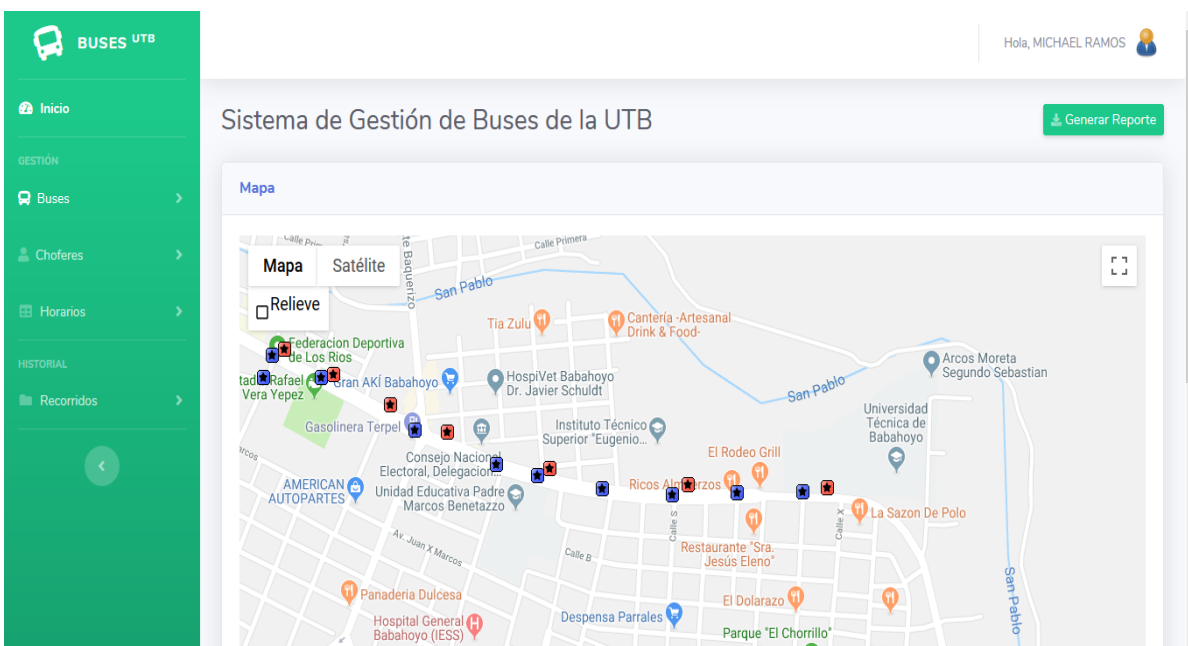 BUSES UTB
Hola, MICHAEL RAMOS
Inicio
GESTIÓN
Buses
Choferes
Horarios
HISTORIAL
Recorridos
Sistema de Gestión de Buses de la UTB
Generar Reporte
Mapa
Mapa
Satélite
Relieve
Calle Primera
San Pablo
Tia Zulu
Cantería -Artesanal
Drink & Food-
Federacion Deportiva
de Los Rios
Rafael
Vera Yepez
Gran AKÍ Babahoyo
HospiVet Babahoyo
Dr. Javier Schuldt
Arcos Moreta
Segundo Sebastian
San Pablo
Universidad
Técnica de
Babahoyo
Gasolinera Terpel
Instituto Técnico
Superior "Eugenio...
Consejo Nacional
Electoral, Delegacion...
El Rodeo Grill
AMERICAN
AUTOPARTES
Unidad Educativa Padre
Marcos Benetazzo
Ricos Almuerzos
La Sazon De Polo
Calle S
Calle X
Av. Juan X Marcos
Calle B
Restaurante "Sra.
Jesús Eleno"
San Pablo
Panaderia Dulcesa
El Dolarazo
Hospital General
Babahoyo (IESS)
Despensa Parrales
Parque "El Chorrillo"